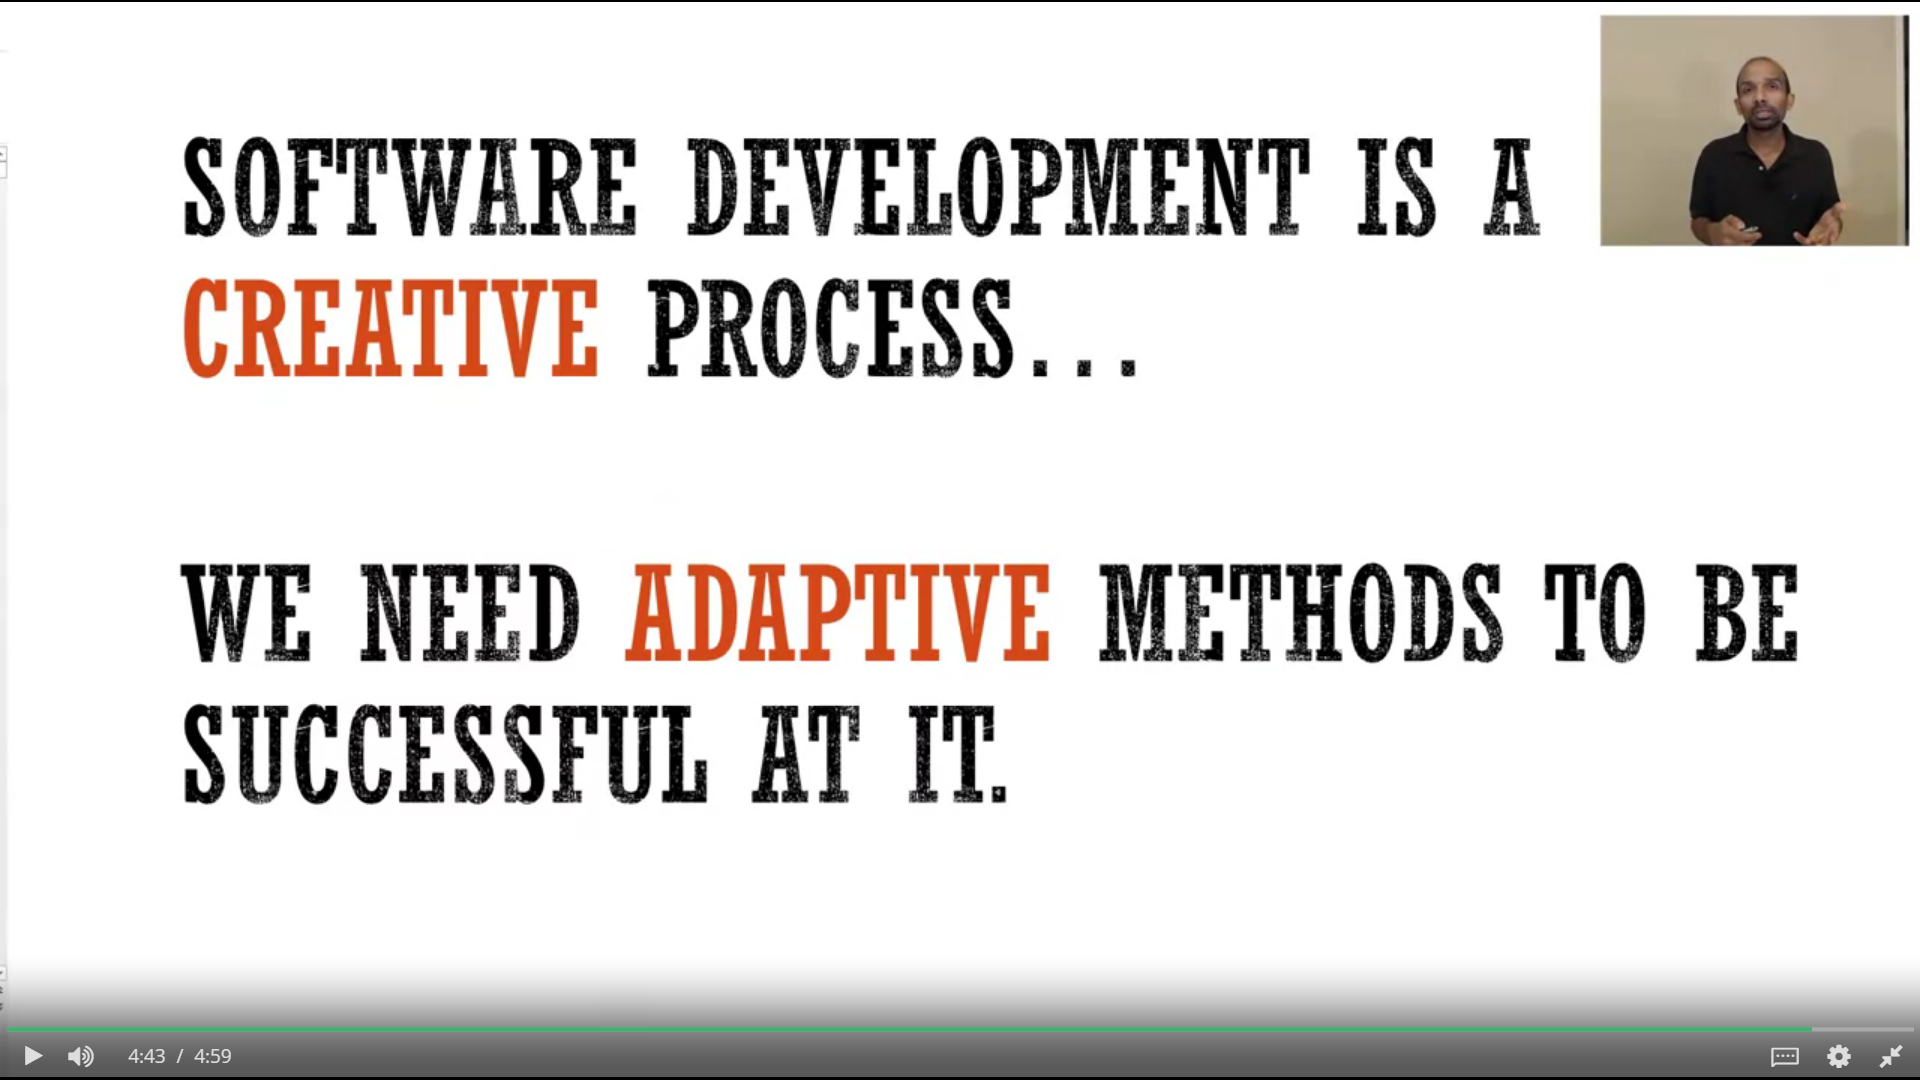 SOFTWARE DEVELOPMENT IS A
CREATIVE PROCESS...
WE NEED ADAPTIVE METHODS TO BE
SUCCESSFUL AT IT.
4:43 / 4:59